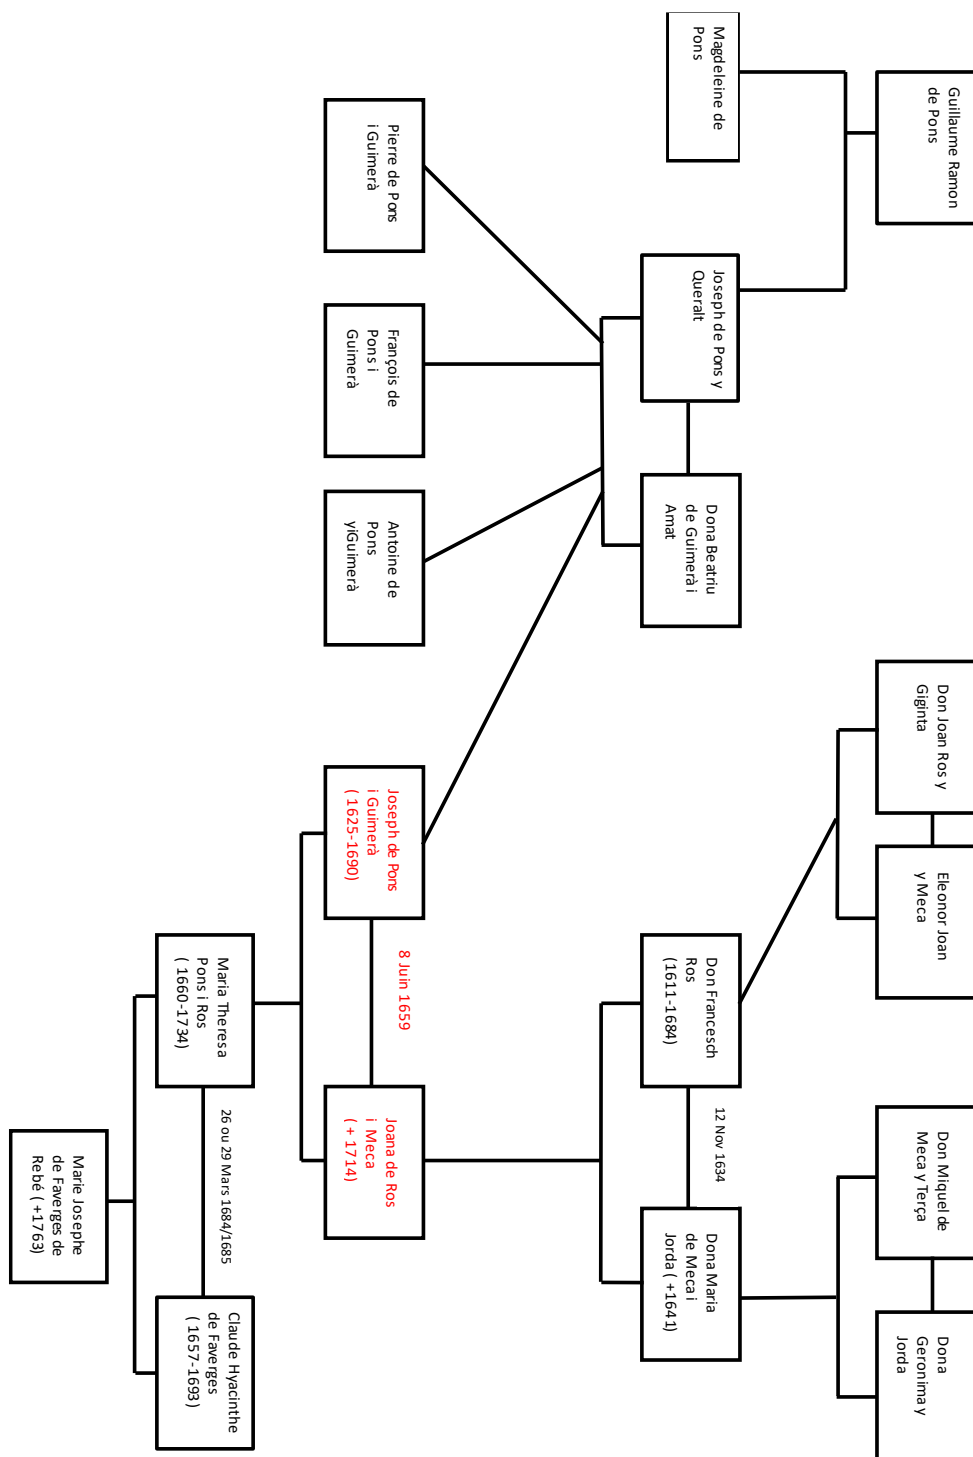 Guillaume Ramon
de Pons
Don Joan Ros y
Giginta
Eleonor Joan
y Meca
Don Miquel de
Meca y Terça
Dona
Geronima y
Jorda
Magdeleine de
Pons
Joseph de Pons y
Queralt
Dona Beatriu
de Guimerà i
Amat
Don Francesch
Ros
(1611-1684)
12 Nov 1634
Dona Maria
de Meca i
Jorda ( +1641)
Pierre de Pons
i Guimerà
François de
Pons i
Guimerà
Antoine de
Pons
yiGuimerà
Joseph de Pons
i Guimerà
( 1625-1690)
8 Juin 1659
Joana de Ros
i Meca
( + 1714)
Maria Theresa
Pons i Ros
( 1660-1734)
26 ou 29 Mars 1684/1685
Claude Hyacinthe
de Faverges
( 1657-1693)
Marie Josephe
de Faverges de
Rebé ( +1763)